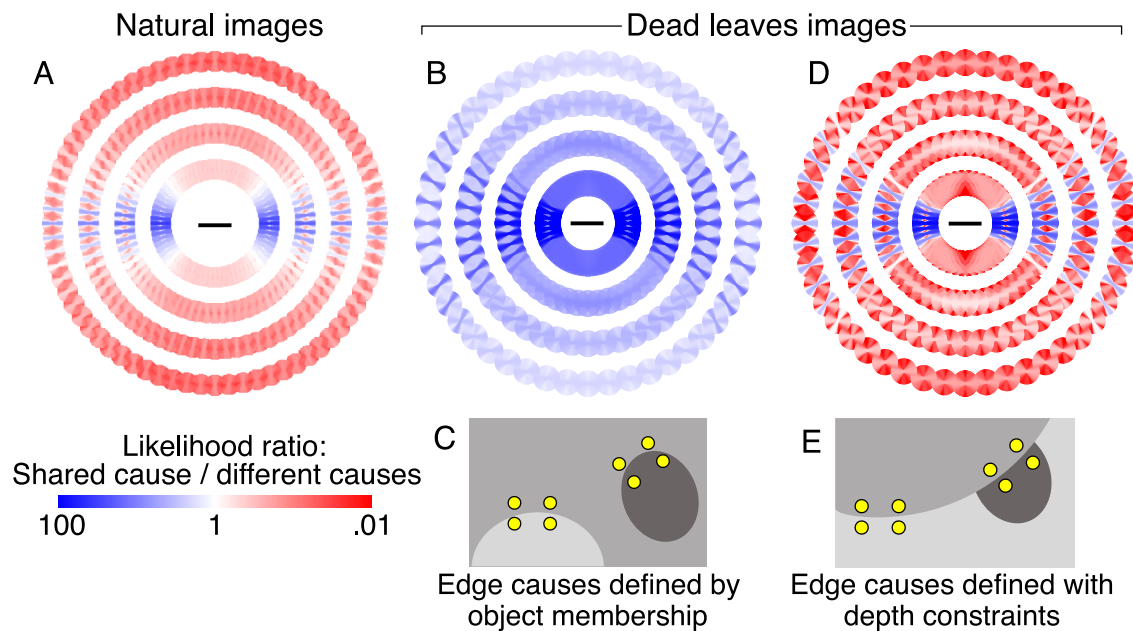 Natural images
Dead leaves images
A
B
D
Likelihood ratio:
Shared cause / different causes
100
1
.01
C
E
Edge causes defined by
object membership
Edge causes defined with
depth constraints